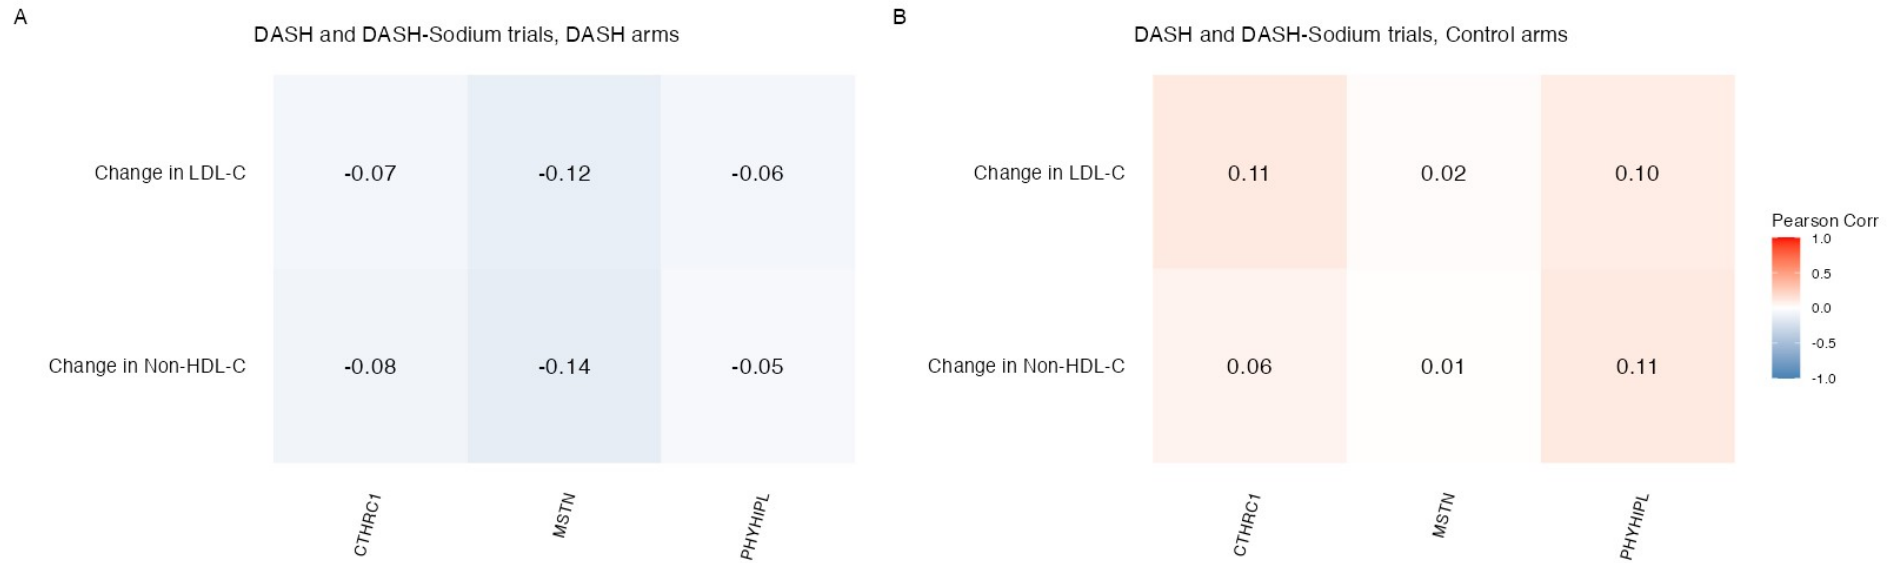 A
DASH and DASH-Sodium trials, DASH arms
Change in LDL-C
-0.07
-0.12
-0.06
Change in Non-HDL-C
-0.08
-0.14
-0.05
CTHRC1
MSTN
PHYHIPL
B
DASH and DASH-Sodium trials, Control arms
Change in LDL-C
0.11
0.02
0.10
Change in Non-HDL-C
0.06
0.01
0.11
CTHRC1
MSTN
PHYHIPL
Pearson Corr
1.0
0.5
0.0
-0.5
-1.0